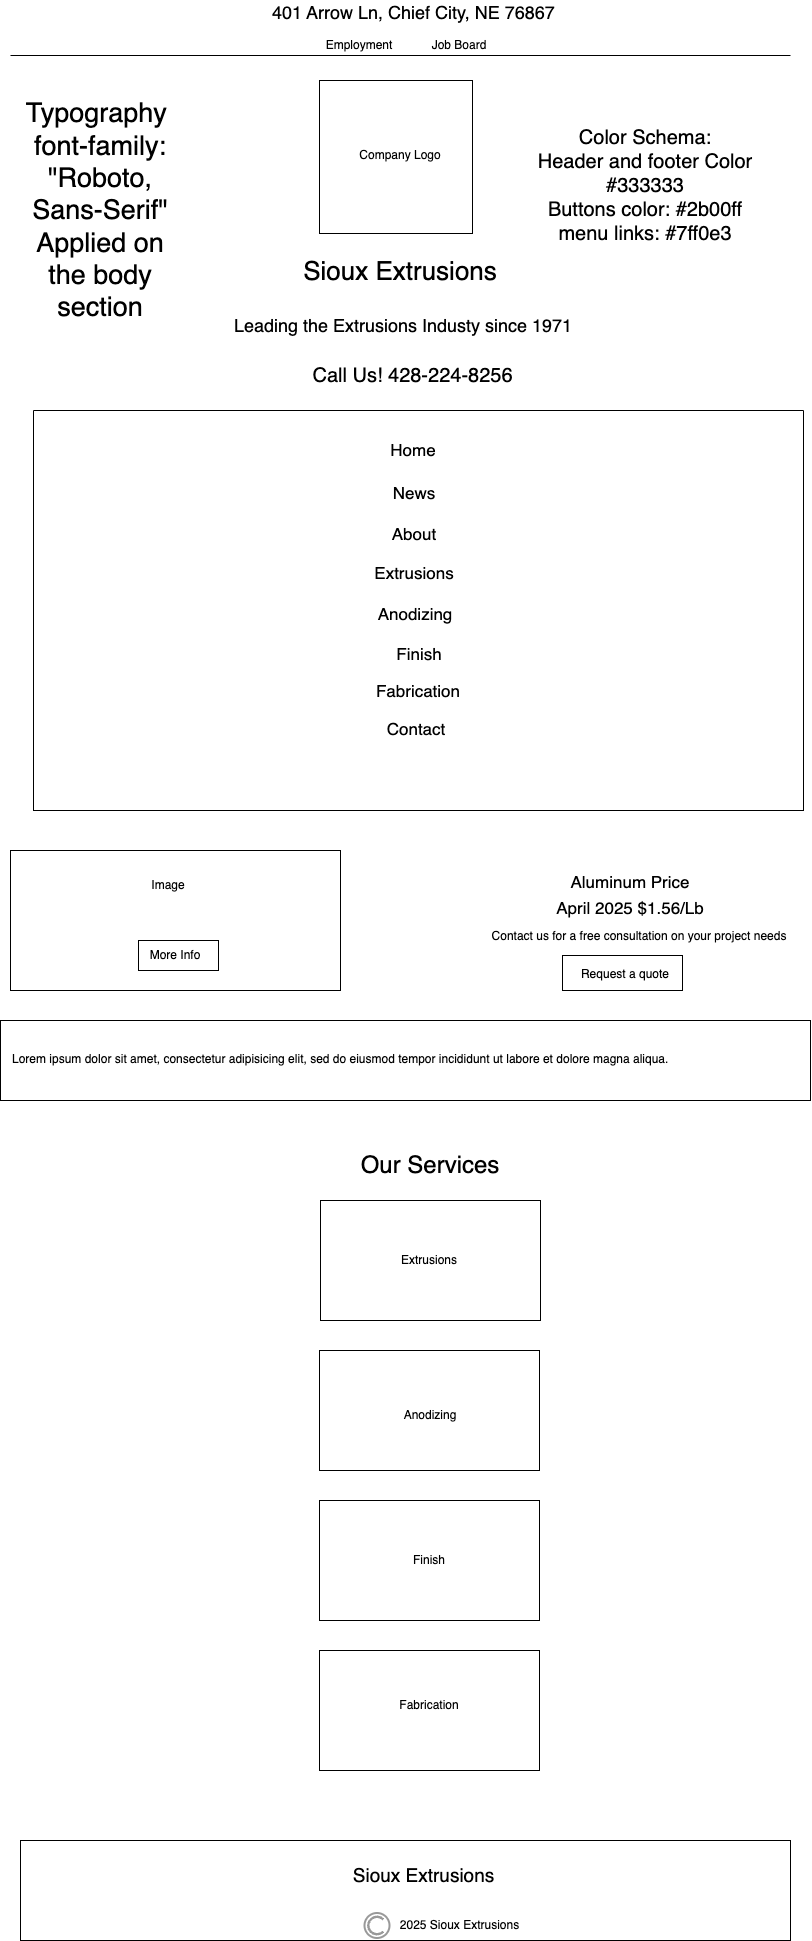 401 Arrow Ln, Chief City, NE 76867
Employment
Job Board
Typography
font-family:
"Roboto,
Sans-Serif"
Applied on
the body
section
Company Logo
Color Schema:
Header and footer Color
#333333
Buttons color: #2b00ff
menu links: #7ff0e3
Sioux Extrusions
Leading the Extrusions Industy since 1971
Call Us! 428-224-8256
Home
News
About
Extrusions
Anodizing
Finish
Fabrication
Contact
Image
More Info
Aluminum Price
April 2025 $1.56/Lb
Contact us for a free consultation on your project needs
Request a quote
Lorem ipsum dolor sit amet, consectetur adipisicing elit, sed do eiusmod tempor incididunt ut labore et dolore magna aliqua.
Our Services
Extrusions
Anodizing
Finish
Fabrication
Sioux Extrusions
© 2025 Sioux Extrusions